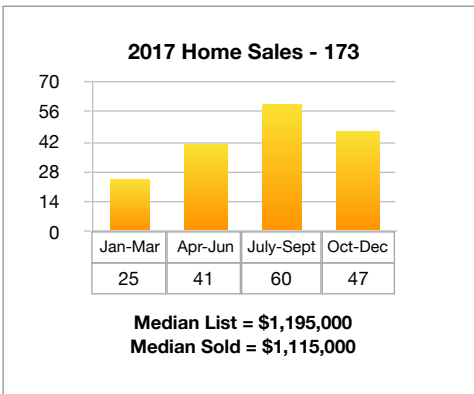 2017 Home Sales - 173
70
56
42
28
14
0
Jan-Mar Apr-Jun July-Sept Oct-Dec
25 41 60 47
Median List = $1,195,000
Median Sold = $1,115,000